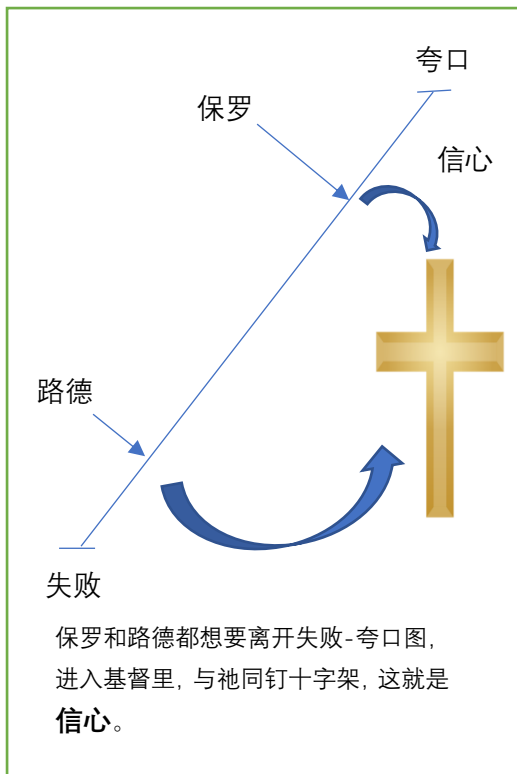 夸口
保罗
信心
路德
失败
保罗和路德都想要离开失败-夸口图,
进入基督里, 与祂同钉十字架, 这就是
信心。